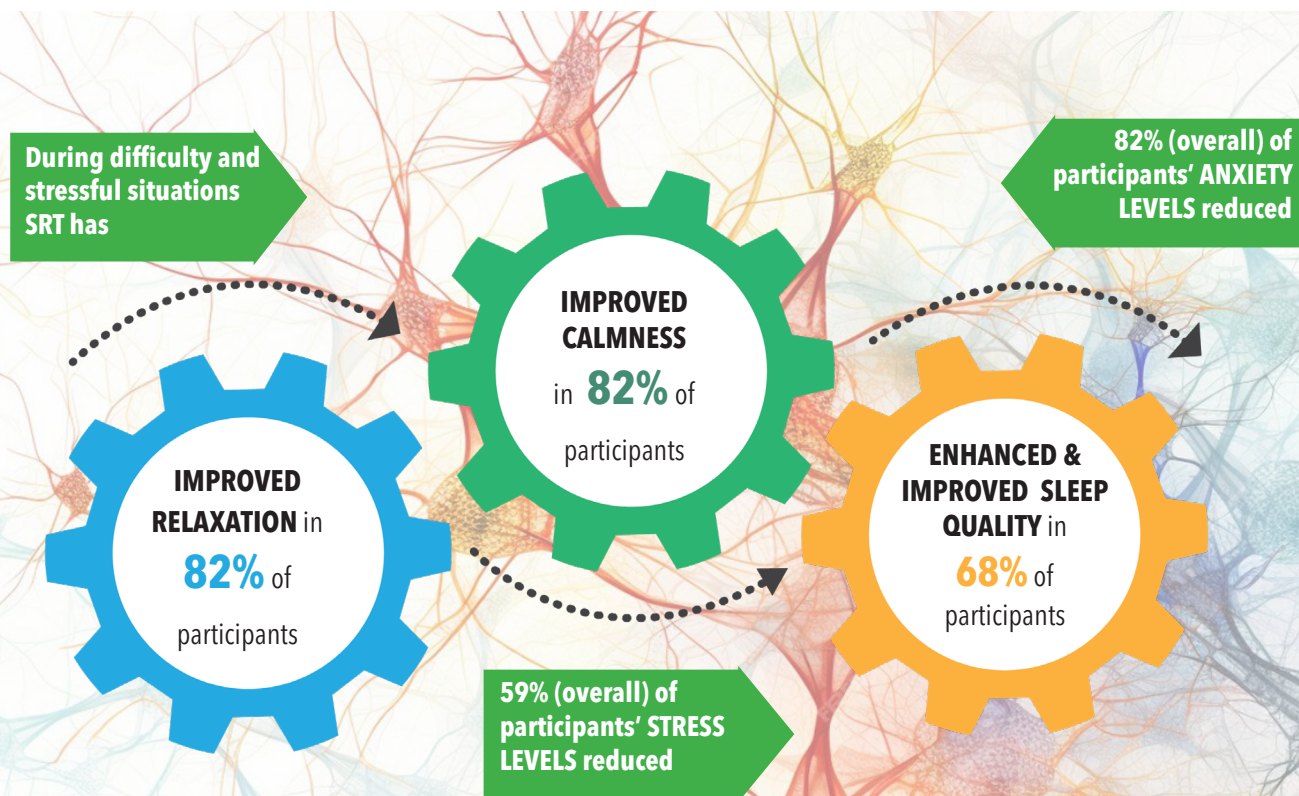 During difficulty and
stressful situations
SRT has
IMPROVED
RELAXATION in
82% of
participants
IMPROVED
CALMNESS
in 82% of
participants
59% (overall) of
participants’ STRESS
LEVELS reduced
ENHANCED &
IMPROVED SLEEP
QUALITY in
68% of
participants
82% (overall) of
participants’ ANXIETY
LEVELS reduced